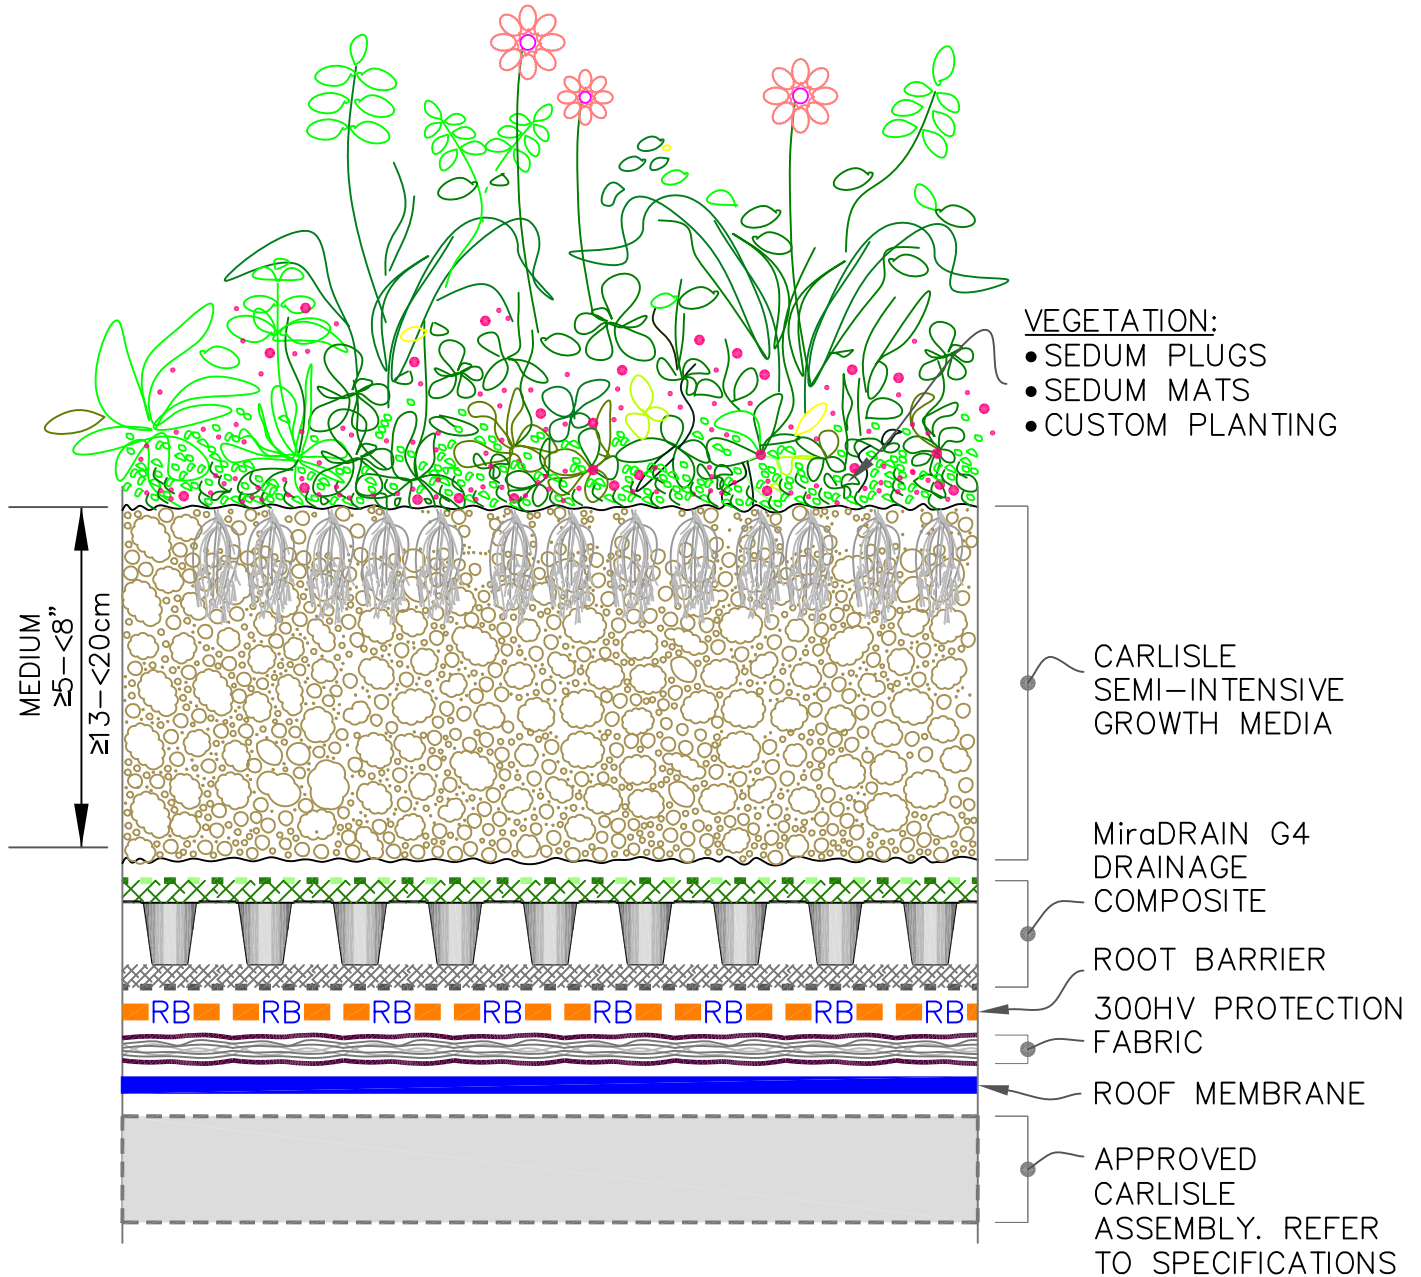 VEGETATION:
• SEDUM PLUGS
• SEDUM MATS
• CUSTOM PLANTING
MEDIUM
≥5-<8"
≥13-<20cm
CARLISLE
SEMI-INTENSIVE
GROWTH MEDIA
MiraDRAIN G4
DRAINAGE
COMPOSITE
ROOT BARRIER
RB RB RB RB RB RB RB RB
300HV PROTECTION
FABRIC
ROOF MEMBRANE
APPROVED
CARLISLE
ASSEMBLY. REFER
TO SPECIFICATIONS